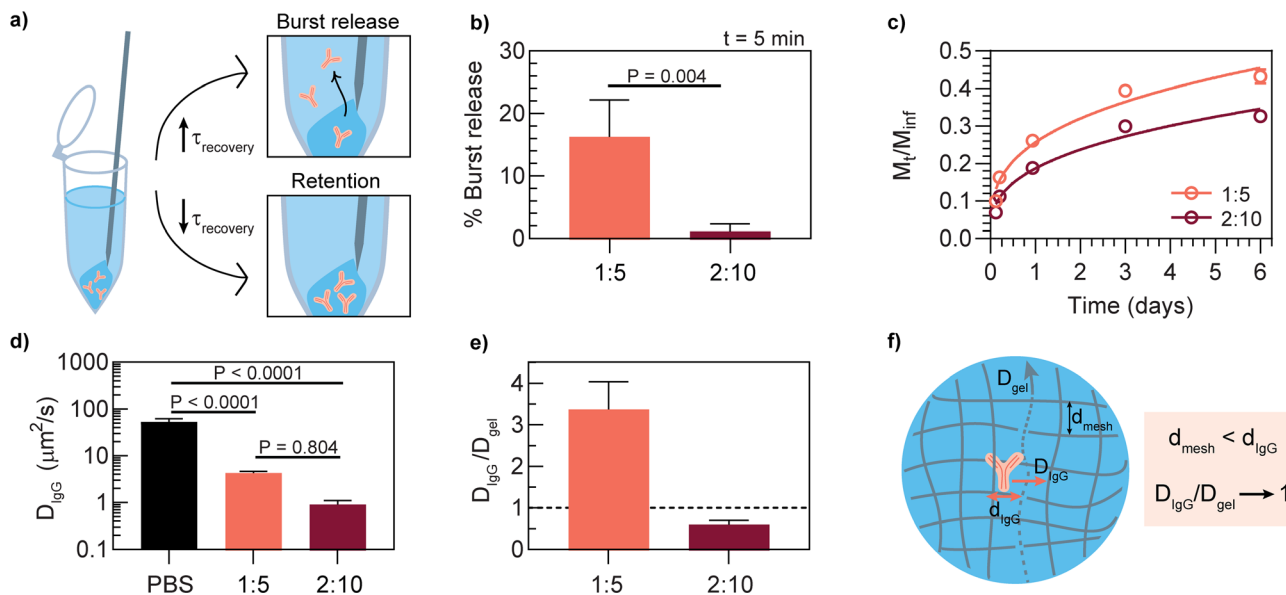 a)
Burst release
↑ τrecovery
Retention
↓ τrecovery
b)
t = 5 min
% Burst release
30
20
10
0
P = 0.004
1:5
2:10
c)
Mt/Minf
0.5
0.4
0.3
0.2
0.1
0.0
1:5
2:10
0
1
2
3
4
5
6
Time (days)
d)
DIgG (μm²/s)
1000
100
10
1
0.1
P < 0.0001
P < 0.0001
P = 0.804
PBS
1:5
2:10
e)
DIgG/Dgel
4
3
2
1
0
1:5
2:10
f)
Dgel
dmesh
DIgG
dIgG
dmesh < dIgG
DIgG/Dgel → 1